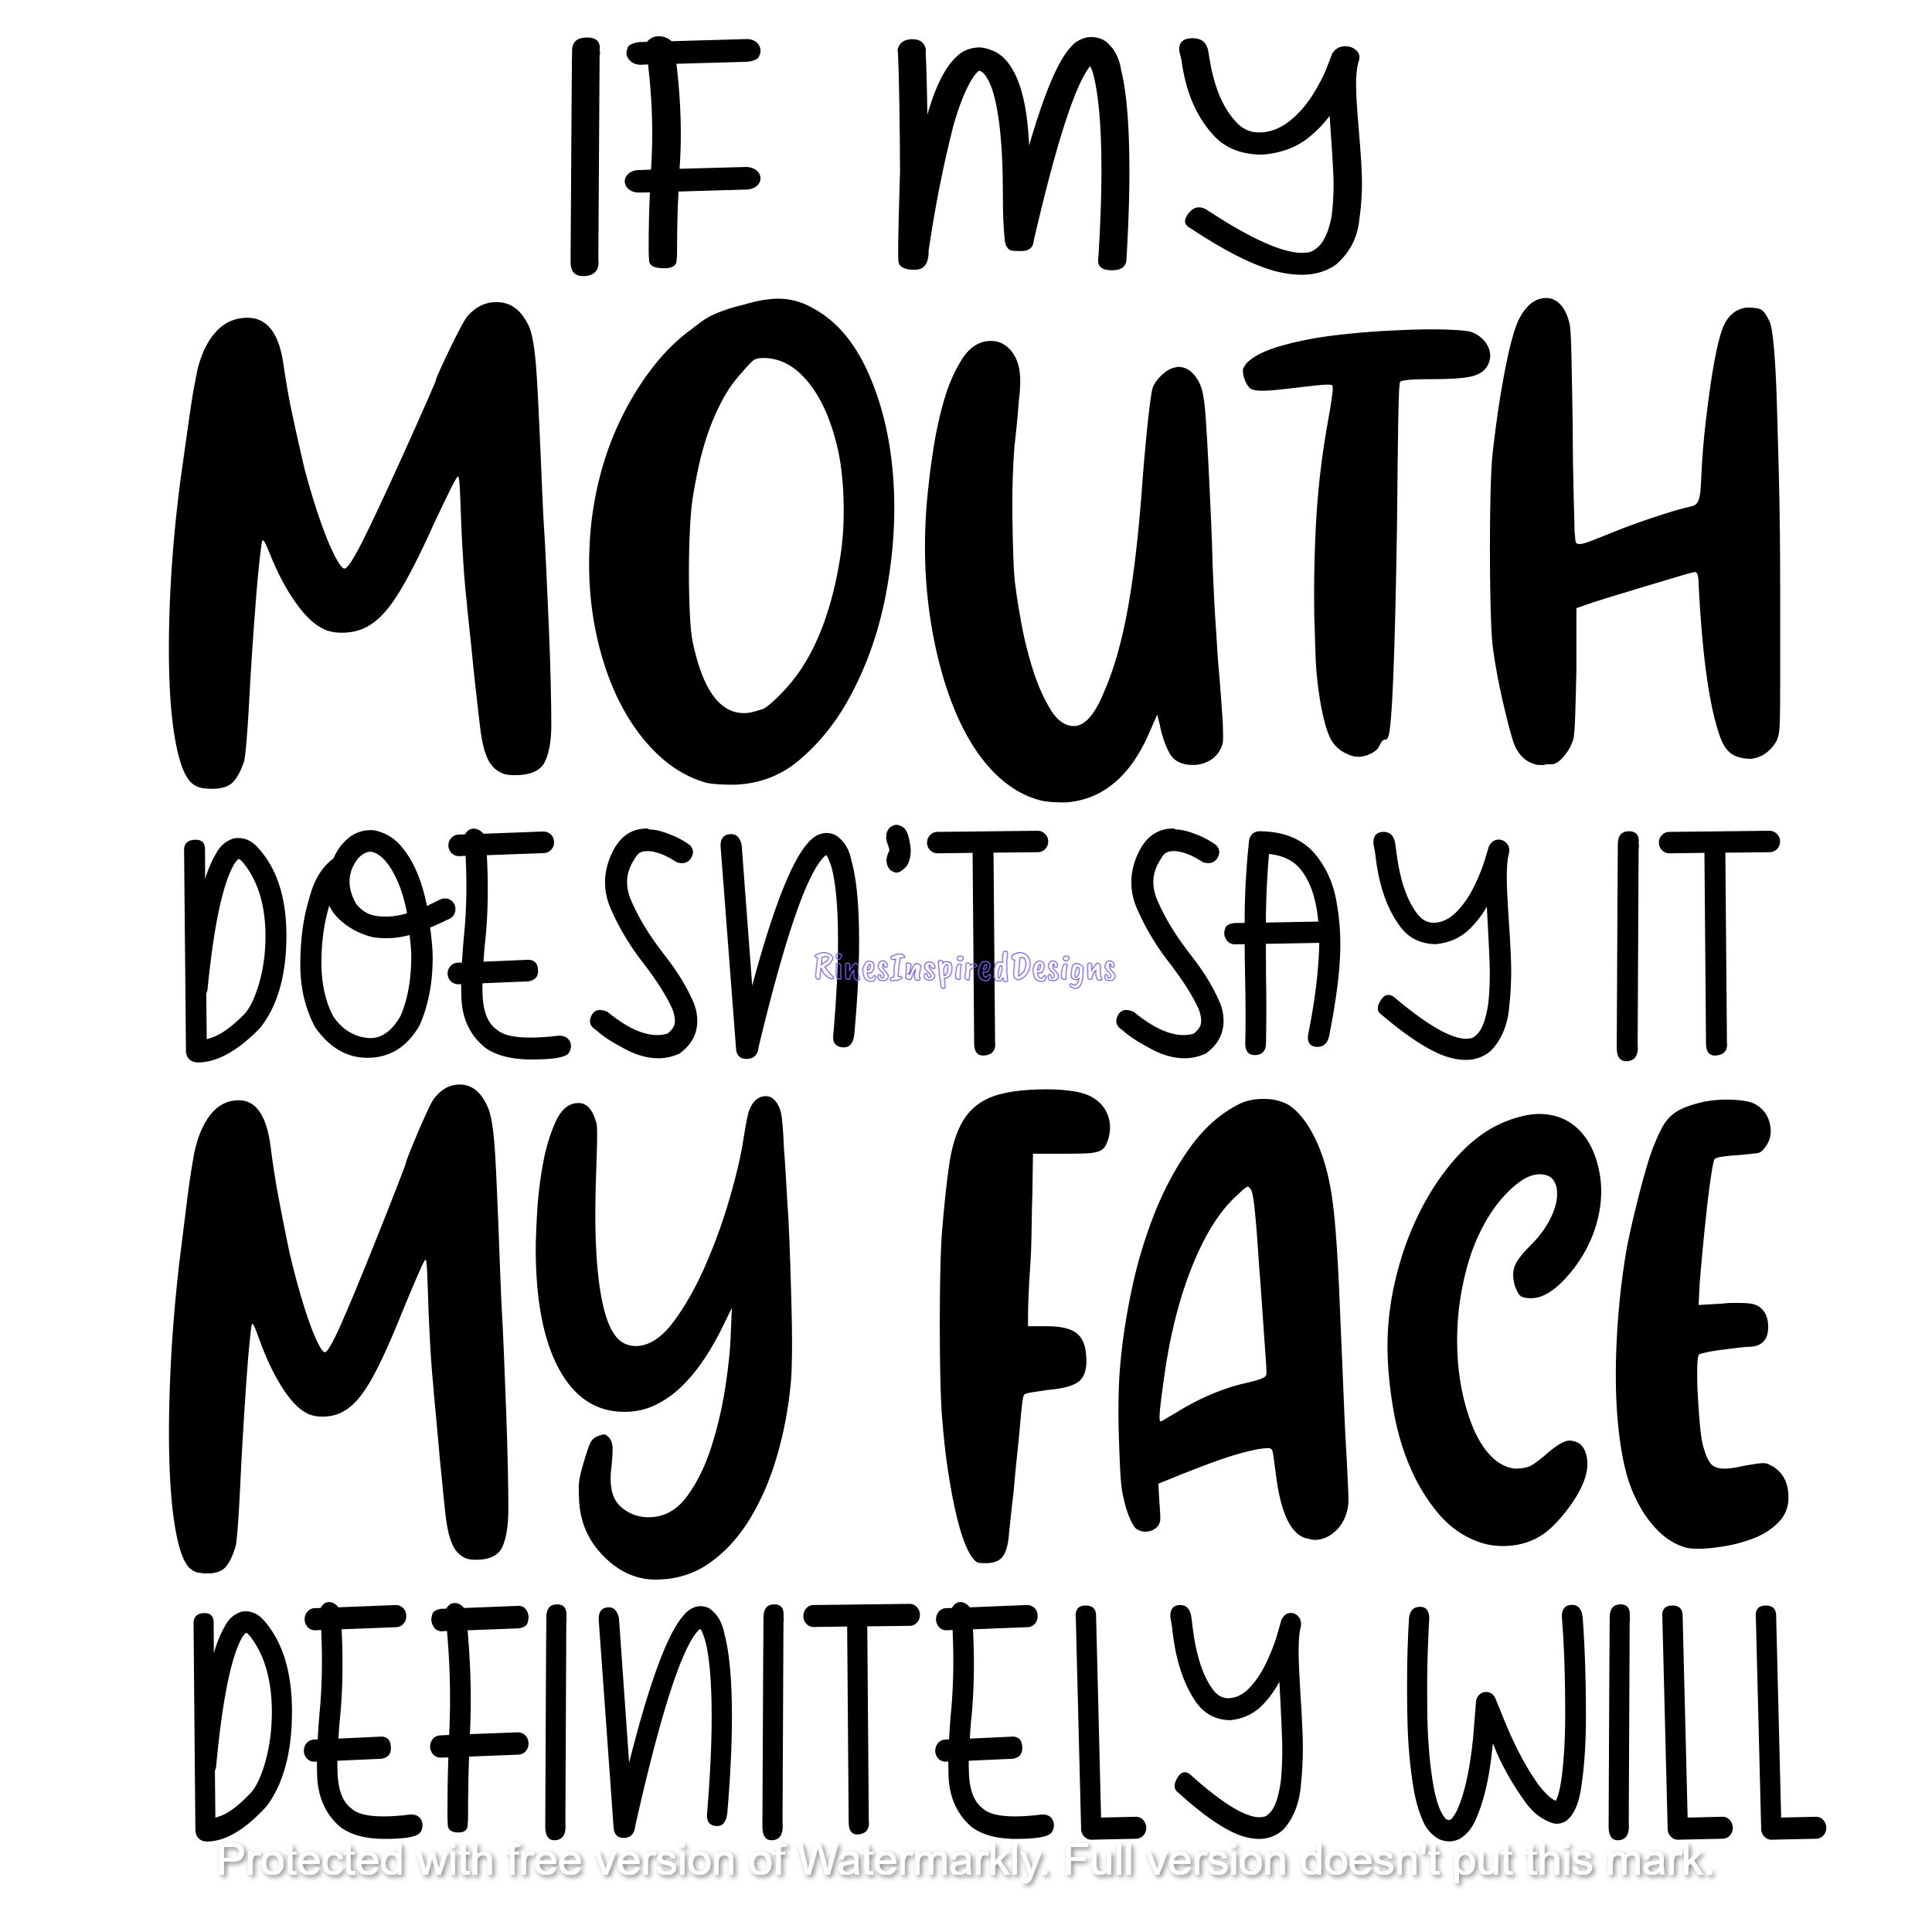 IF MY
MOUTH
DOESN'T SAY IT
RinesInspiredDesigns
MY FACE
DEFINITELY WILL
Protected with free version of Watermarkly. Full version doesn't put this mark.